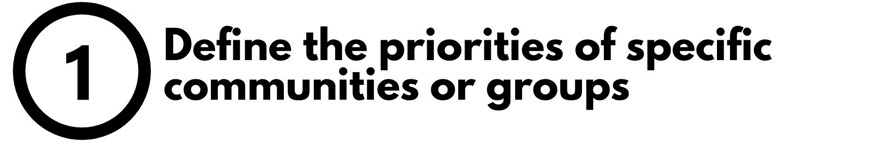 1
Define the priorities of specific
communities or groups